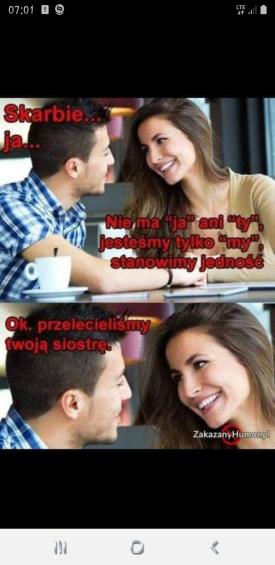 07:01
LTE
Skarbie...
ja...
Nie ma "ja" ani "ty",
jesteśmy tylko "my",
stanowimy jedność
Ok. przelecieliśmy
twoją siostrę.
ZakazanyHumor.pl